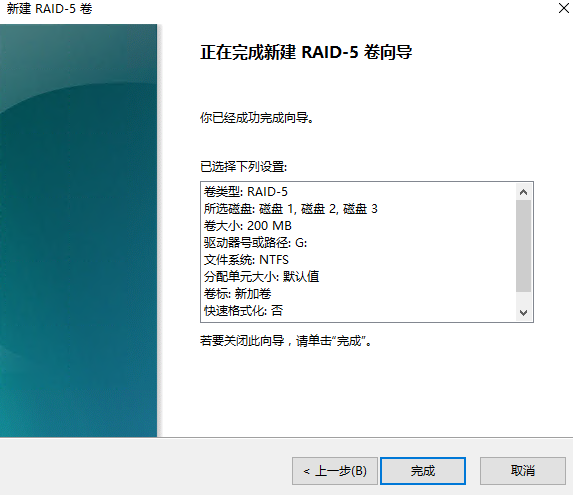 新建 RAID-5 卷
正在完成新建 RAID-5 卷向导
你已经成功完成向导。
已选择下列设置:
卷类型: RAID-5
所选磁盘: 磁盘 1, 磁盘 2, 磁盘 3
卷大小: 200 MB
驱动器号或路径: G:
文件系统: NTFS
分配单元大小: 默认值
卷标: 新加卷
快速格式化: 否
若要关闭此向导，请单击“完成”。
< 上一步(B)
完成
取消